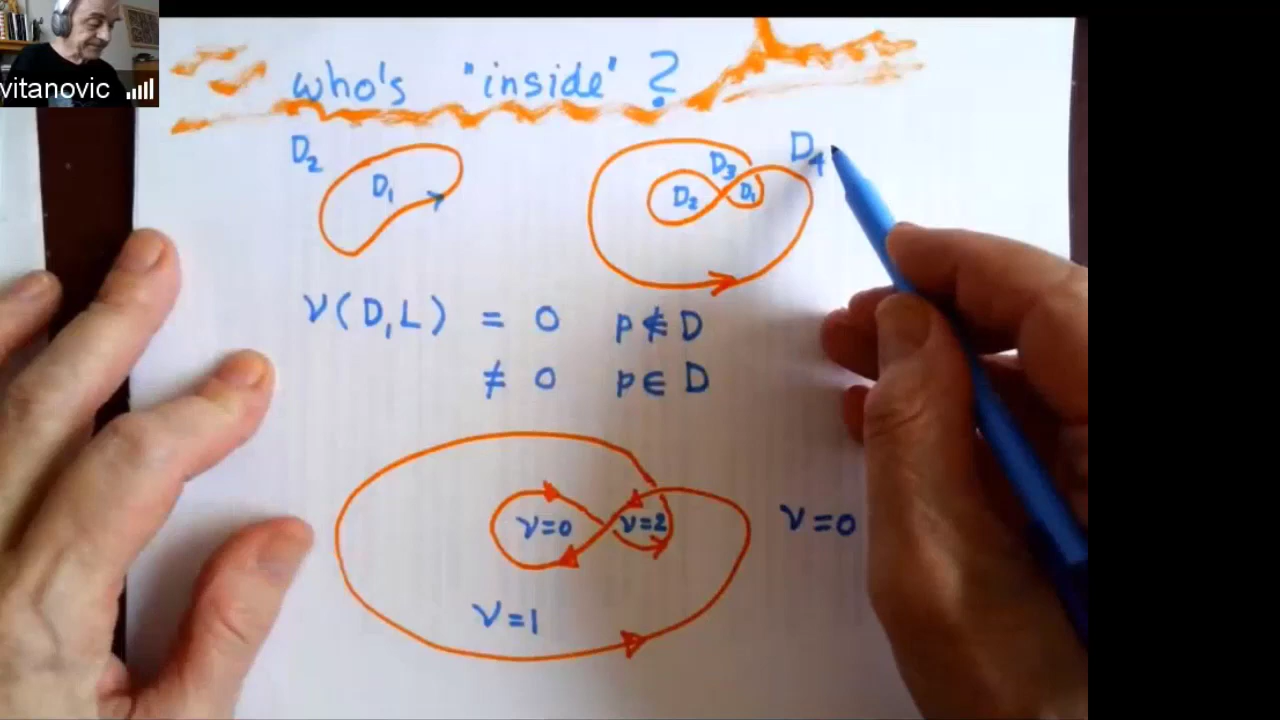 vitanovic
who's "inside" ?
D₂ D₁ D₃ D₂ D₁ D₄
ν(D,L) = 0 p∉D
≠ 0 p∈D
ν=0 ν=2 ν=0
ν=1